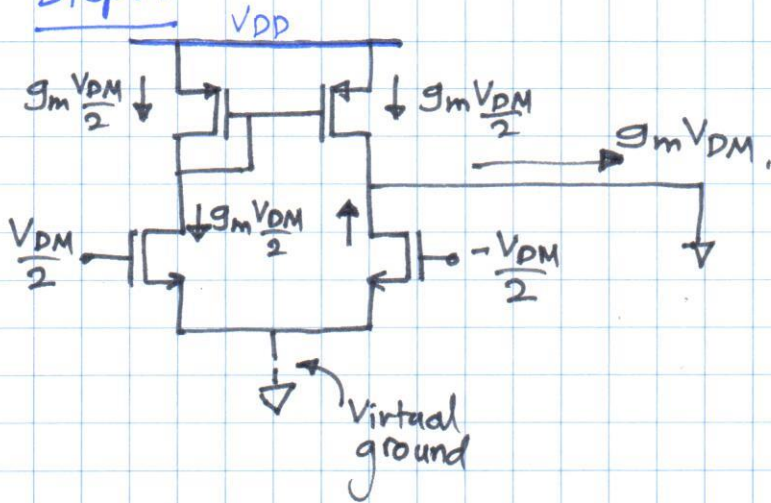 VDD
gm VDM/2
gm VDM/2
gm VDM.
gm VDM/2
VDM/2
-VDM/2
Virtual
ground